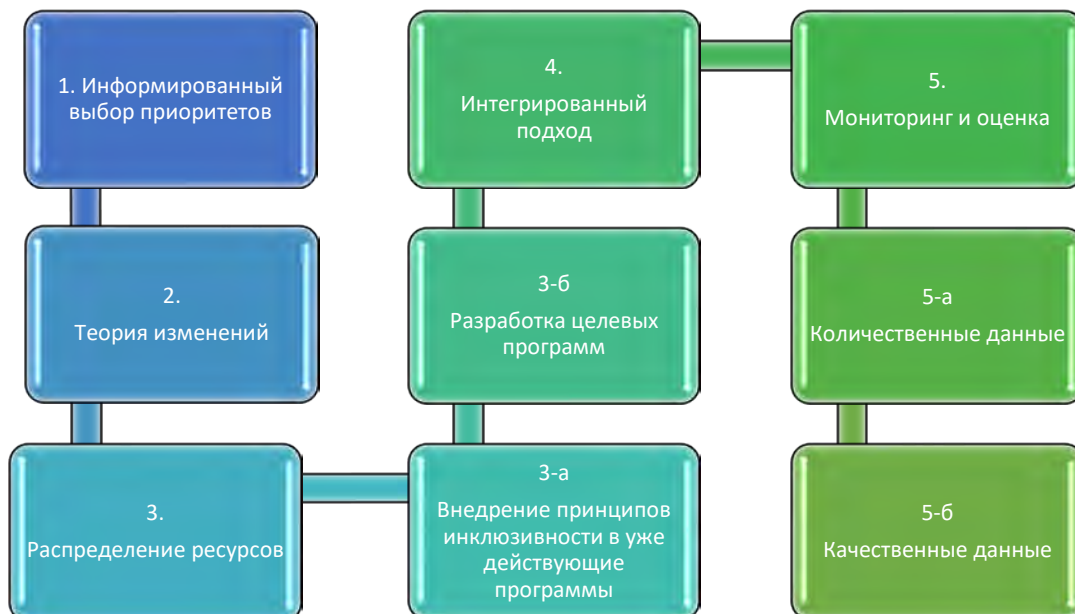 1. Информированный
выбор приоритетов
2.
Теория изменений
3.
Распределение ресурсов
3-а
Внедрение принципов
инклюзивности в уже
действующие
программы
3-б
Разработка целевых
программ
4.
Интегрированный
подход
5.
Мониторинг и оценка
5-а
Количественные данные
5-б
Качественные данные